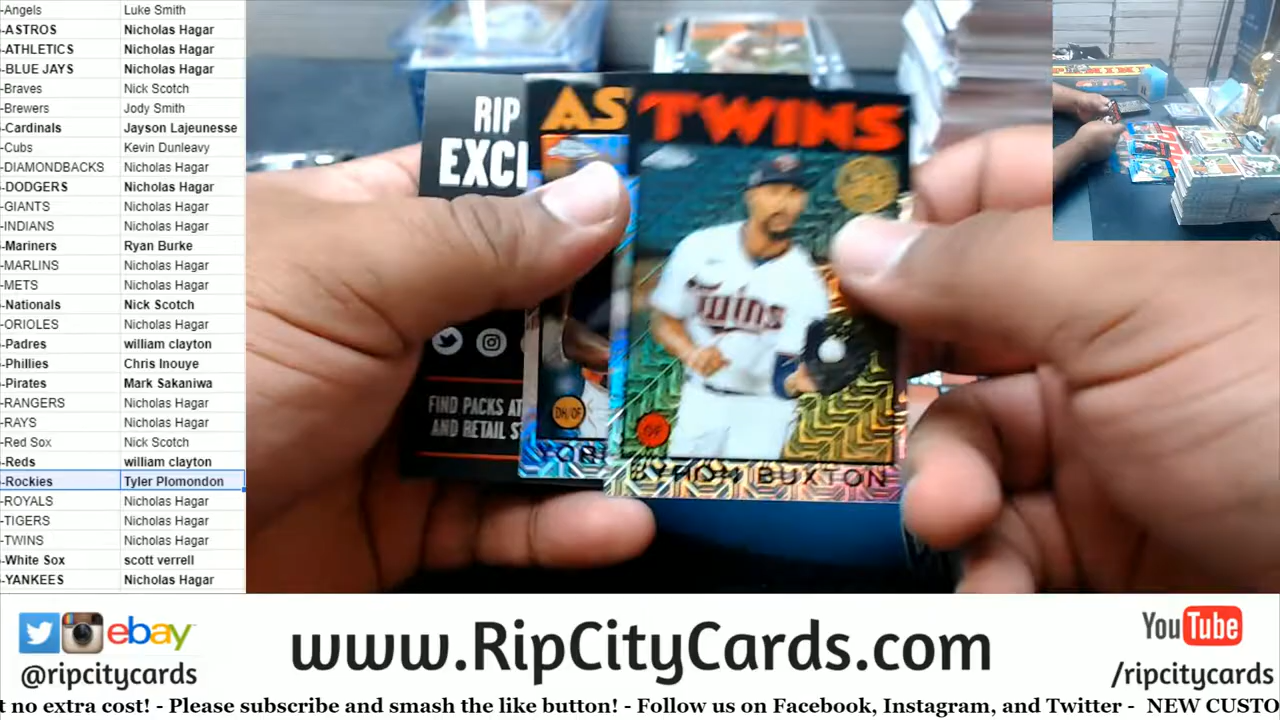 -Angels Luke Smith
-ASTROS Nicholas Hagar
-ATHLETICS Nicholas Hagar
-BLUE JAYS Nicholas Hagar
-Braves Nick Scotch
-Brewers Jody Smith
-Cardinals Jayson Lajeunesse
-Cubs Kevin Dunleavy
-DIAMONDBACKS Nicholas Hagar
-DODGERS Nicholas Hagar
-GIANTS Nicholas Hagar
-INDIANS Nicholas Hagar
-Mariners Ryan Burke
-MARLINS Nicholas Hagar
-METS Nicholas Hagar
-Nationals Nick Scotch
-ORIOLES Nicholas Hagar
-Padres william clayton
-Phillies Chris Inouye
-Pirates Mark Sakaniwa
-RANGERS Nicholas Hagar
-RAYS Nicholas Hagar
-Red Sox Nick Scotch
-Reds william clayton
-Rockies Tyler Plomondon
-ROYALS Nicholas Hagar
-TIGERS Nicholas Hagar
-TWINS Nicholas Hagar
-White Sox scott verrell
-YANKEES Nicholas Hagar
RIP
EXCI
FIND PACKS AT
AND RETAIL S
AS
DH/OF
YOR
TWINS
Twins
OF
BYRON BUXTON
PANINI
ebay
@ripcitycards
www.RipCityCards.com
YouTube
/ripcitycards
t no extra cost! - Please subscribe and smash the like button! - Follow us on Facebook, Instagram, and Twitter - NEW CUSTO